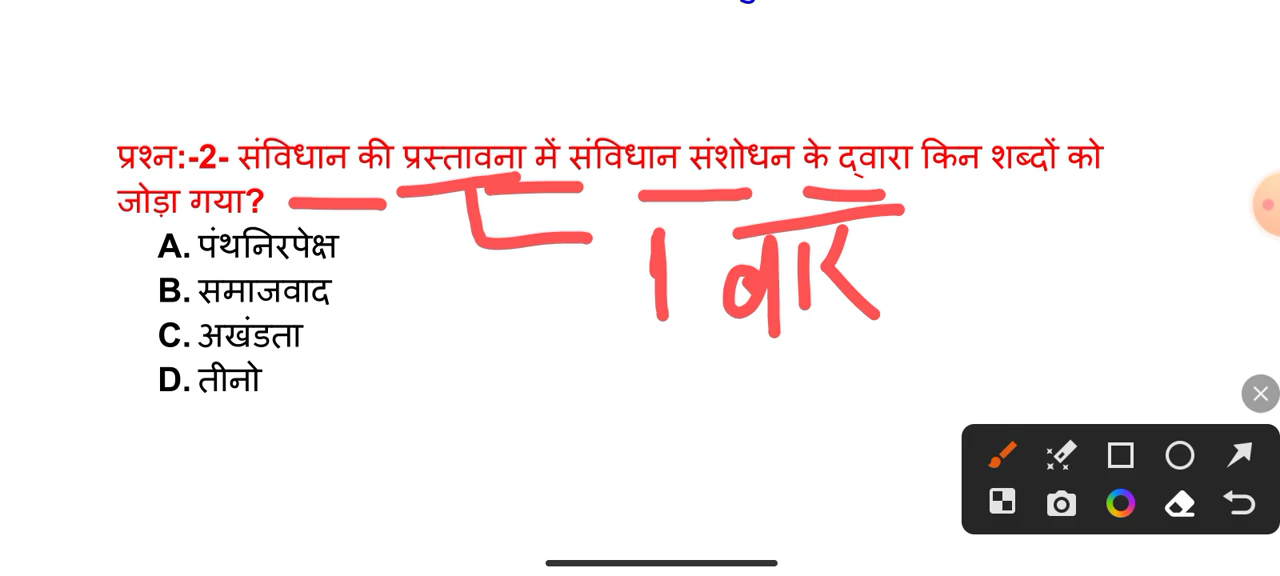 प्रश्न:-2- संविधान की प्रस्तावना में संविधान संशोधन के द्वारा किन शब्दों को
जोड़ा गया?
1 बार
A. पंथनिरपेक्ष
B. समाजवाद
C. अखंडता
D. तीनो